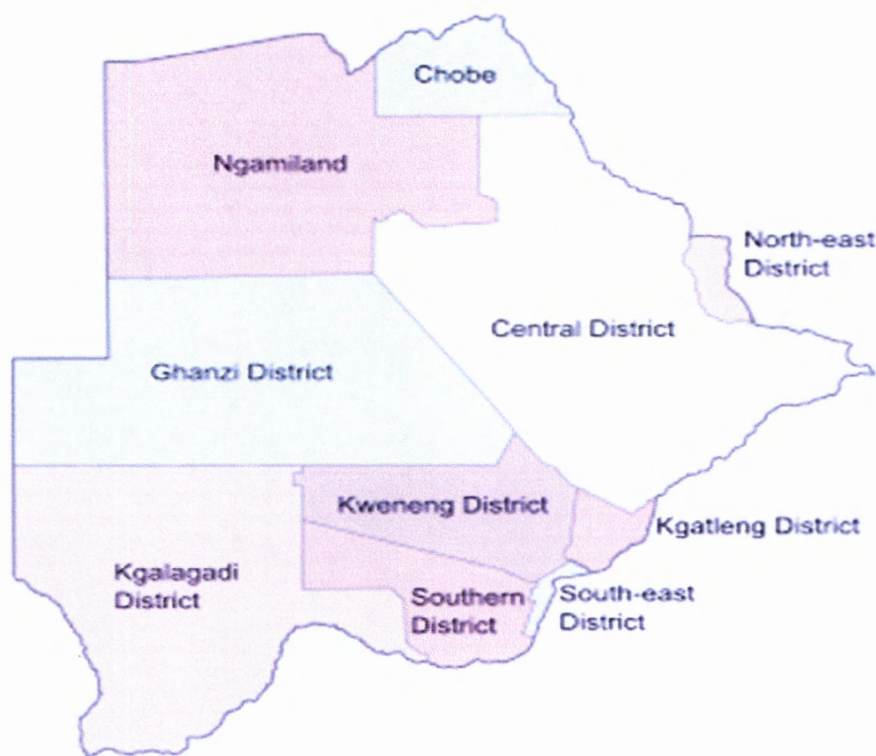 Chobe
Ngamiland
North-east
District
Central District
Ghanzi District
Kweneng District
Kgatleng District
Kgalagadi
District
Southern
District
South-east
District